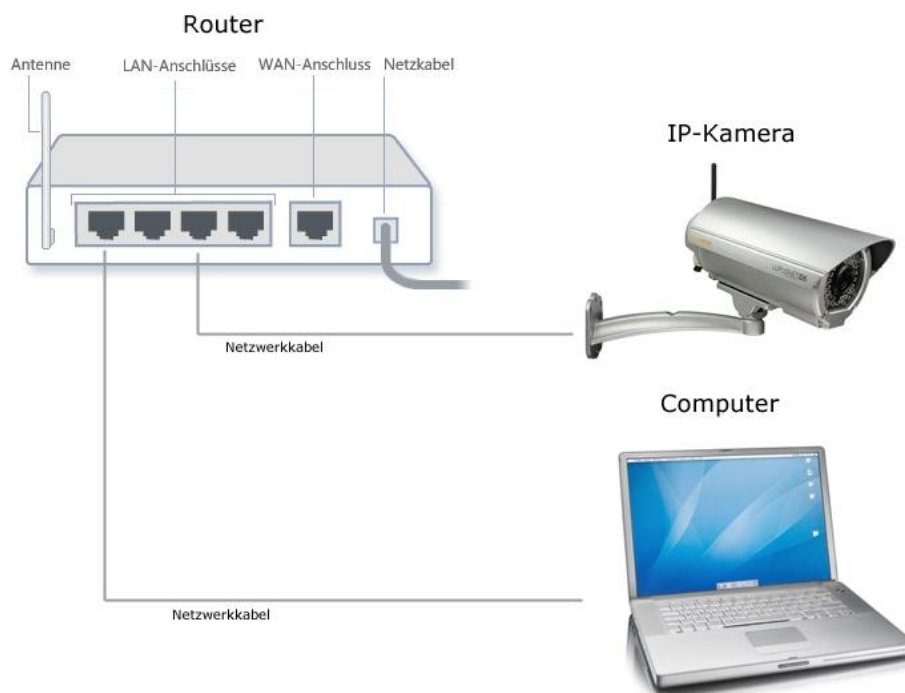 Router
Antenne
LAN-Anschlüsse
WAN-Anschluss
Netzkabel
IP-Kamera
Netzwerkkabel
Computer
Netzwerkkabel